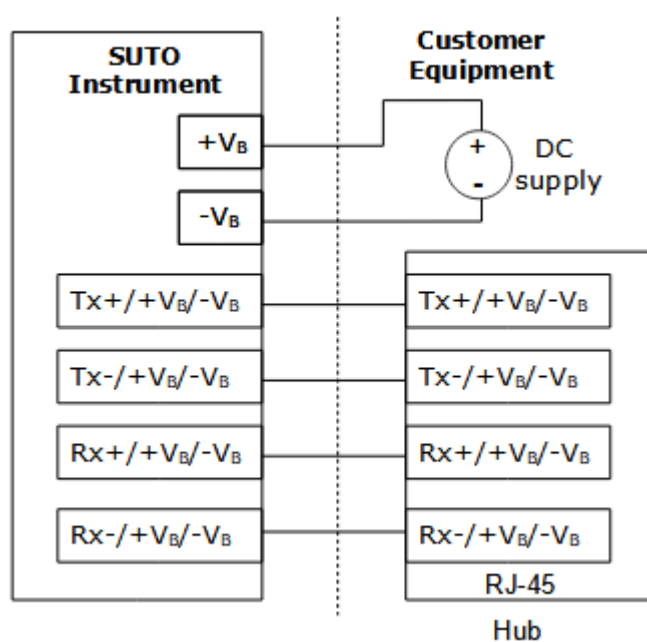 SUTO
Instrument
Customer
Equipment
+VB
+
-
DC
supply
-VB
Tx+/+VB/-VB
Tx+/+VB/-VB
Tx-/+VB/-VB
Tx-/+VB/-VB
Rx+/+VB/-VB
Rx+/+VB/-VB
Rx-/+VB/-VB
Rx-/+VB/-VB
RJ-45
Hub